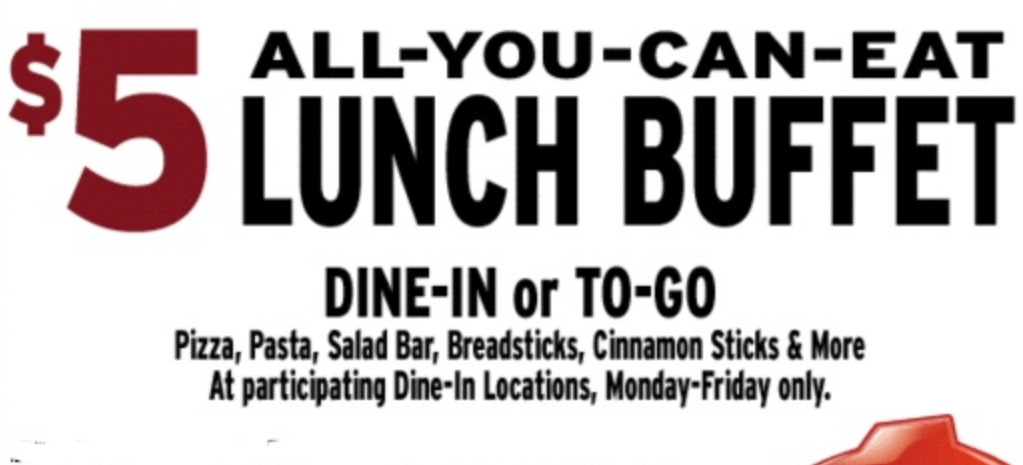 $5 ALL-YOU-CAN-EAT
LUNCH BUFFET
DINE-IN or TO-GO
Pizza, Pasta, Salad Bar, Breadsticks, Cinnamon Sticks & More
At participating Dine-In Locations, Monday-Friday only.